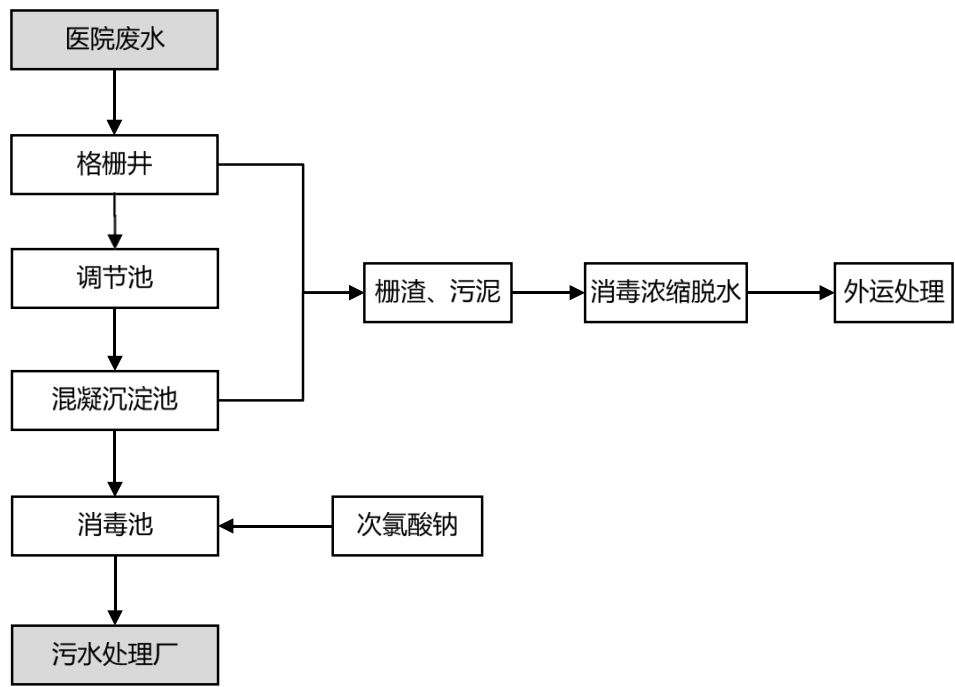 医院废水
格栅井
调节池
栅渣、污泥
消毒浓缩脱水
外运处理
混凝沉淀池
消毒池
次氯酸钠
污水处理厂